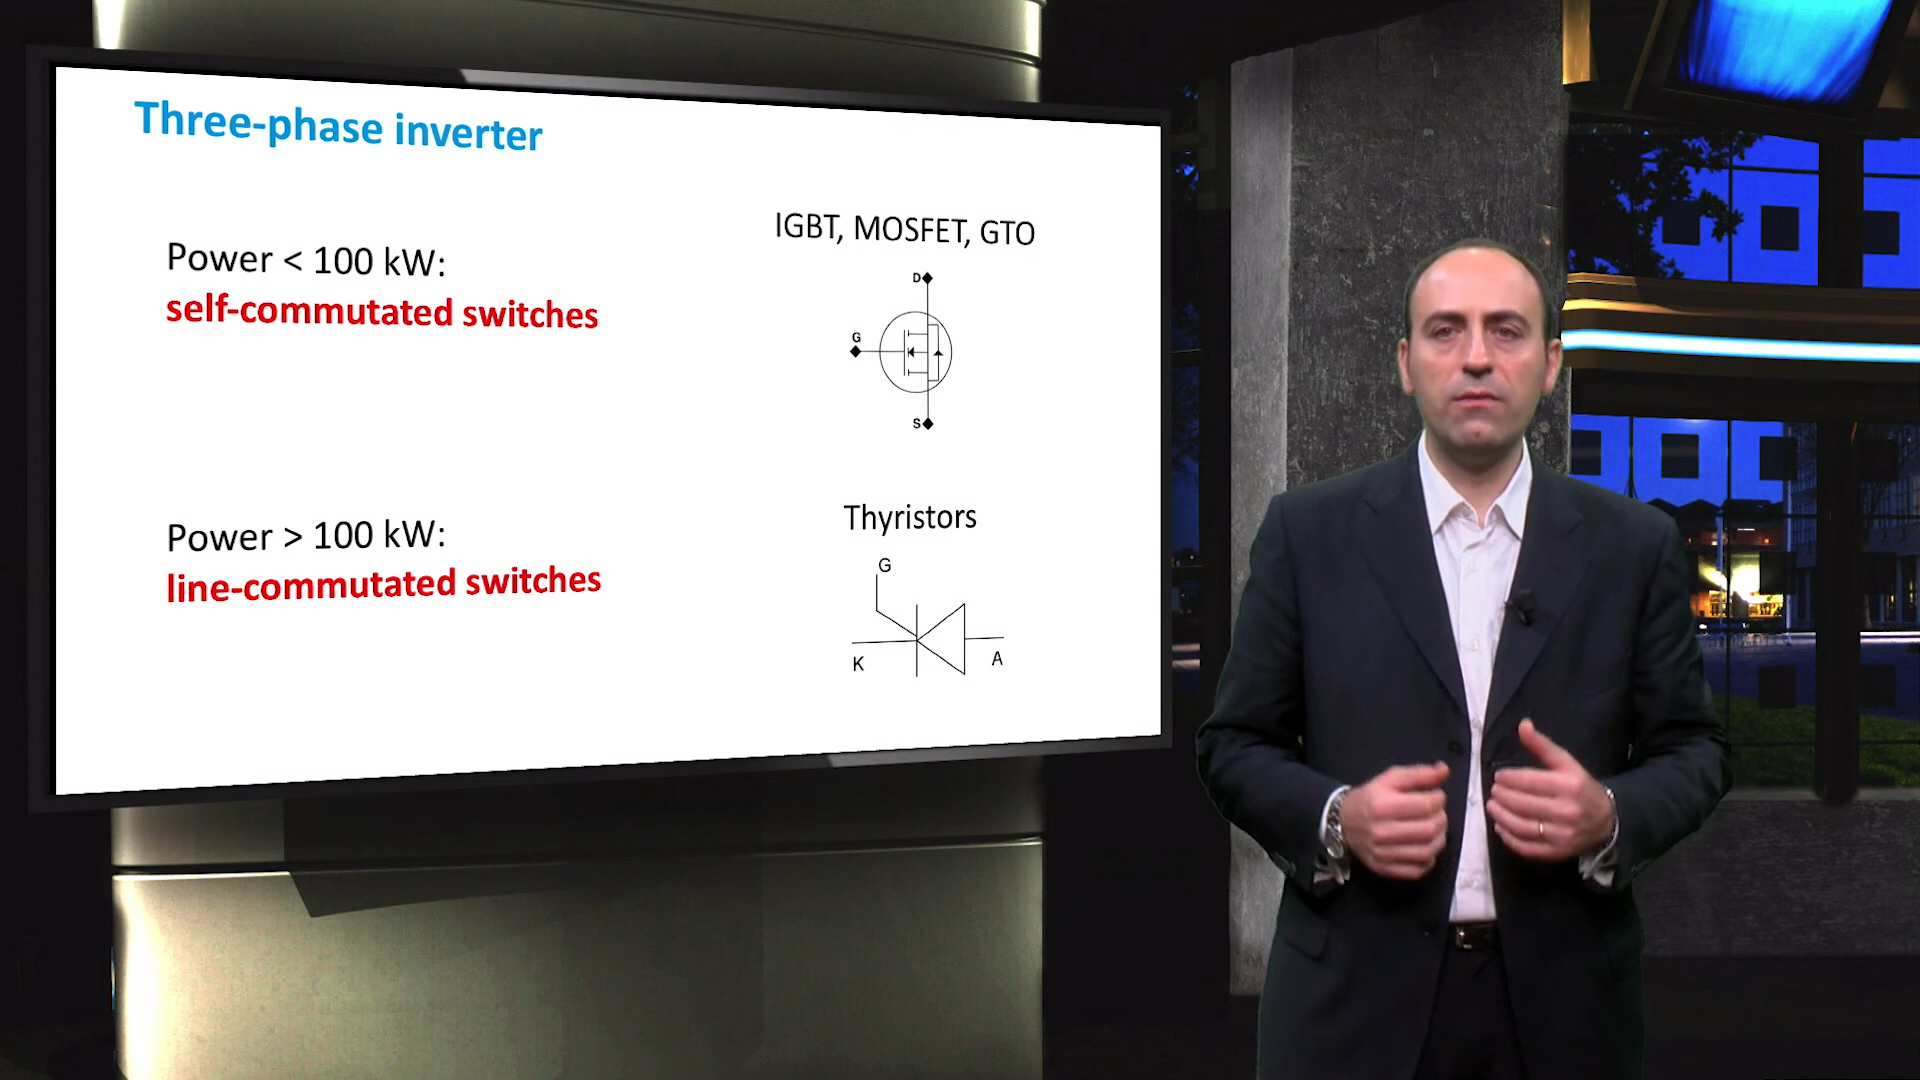 Three-phase inverter
Power < 100 kW:
self-commutated switches
IGBT, MOSFET, GTO
D
G
S
Power > 100 kW:
line-commutated switches
Thyristors
G
K
A